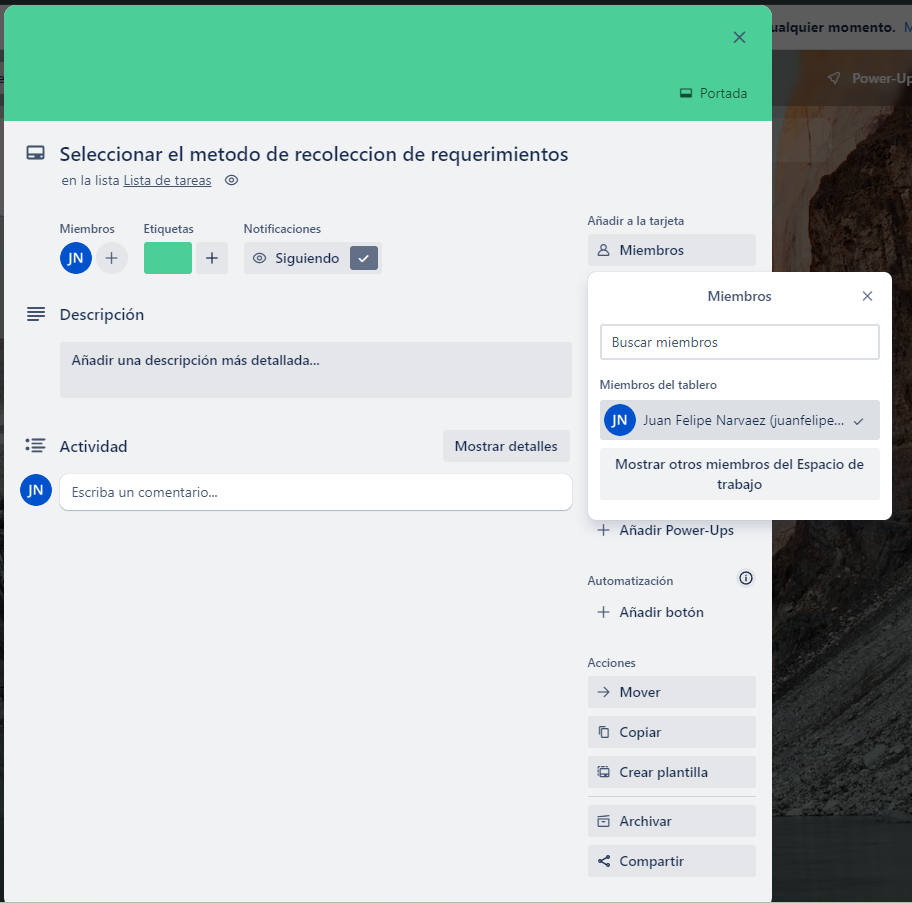 ualquier momento.
Portada
Power-Up
Seleccionar el metodo de recoleccion de requerimientos
en la lista Lista de tareas
Miembros
Etiquetas
Notificaciones
JN
Siguiendo
Descripción
Añadir una descripción más detallada...
Actividad
Mostrar detalles
JN
Escriba un comentario...
Añadir a la tarjeta
Miembros
Miembros
Buscar miembros
Miembros del tablero
JN
Juan Felipe Narvaez (juanfelipe...
Mostrar otros miembros del Espacio de
trabajo
Añadir Power-Ups
Automatización
Añadir botón
Acciones
Mover
Copiar
Crear plantilla
Archivar
Compartir